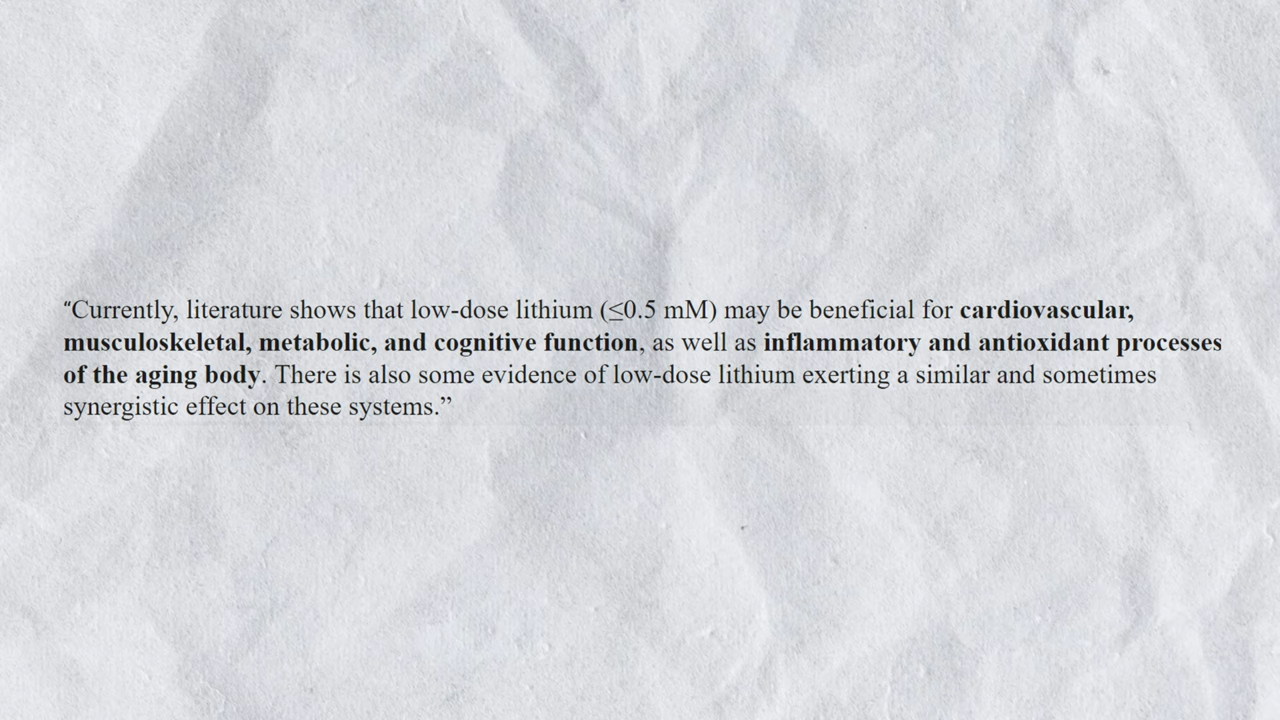 “Currently, literature shows that low-dose lithium (≤0.5 mM) may be beneficial for cardiovascular,
musculoskeletal, metabolic, and cognitive function, as well as inflammatory and antioxidant processes
of the aging body. There is also some evidence of low-dose lithium exerting a similar and sometimes
synergistic effect on these systems.”